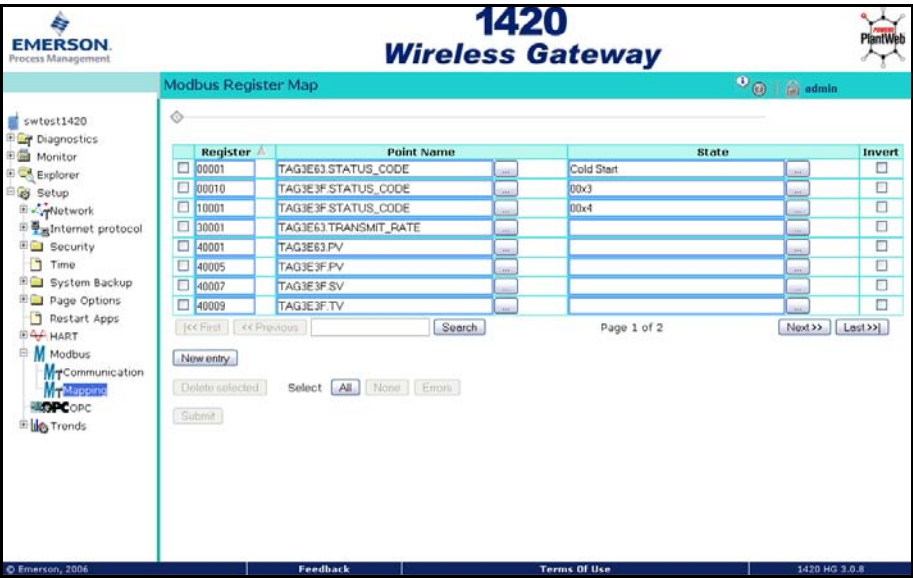 EMERSON.
Process Management
1420
Wireless Gateway
POWERED
PlantWeb
Modbus Register Map
admin
swtest1420
Diagnostics
Monitor
Explorer
Setup
Network
Internet protocol
Security
Time
System Backup
Page Options
Restart Apps
HART
Modbus
Communication
Mapping
OPC OPC
Trends
Register Point Name State Invert
00001 TAG3E63.STATUS_CODE ... Cold Start ...
00010 TAG3E3F.STATUS_CODE ... 00x3 ...
10001 TAG3E3F.STATUS_CODE ... 00x4 ...
30001 TAG3E63.TRANSMIT_RATE ... ...
40001 TAG3E63.PV ... ...
40005 TAG3E3F.PV ... ...
40007 TAG3E3F.SV ... ...
40009 TAG3E3F.TV ... ...
|<< First << Previous Search Page 1 of 2 Next >> Last >>|
New entry
Delete selected Select All None Errors
Submit
© Emerson, 2006 Feedback Terms Of Use 1420 HG 3.0.8